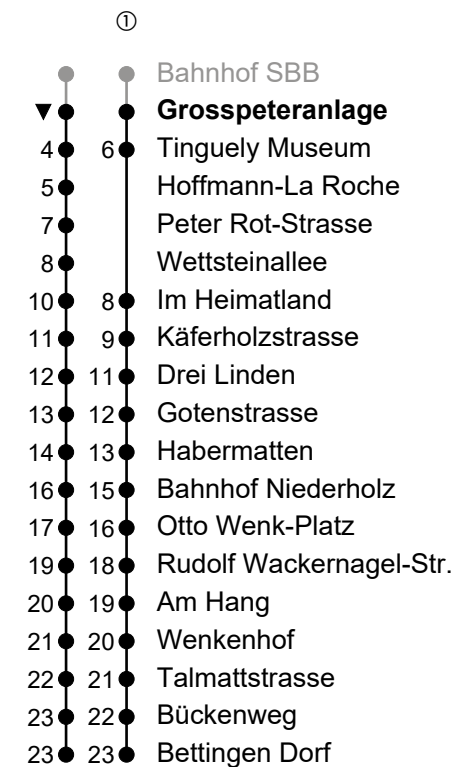 ①
Bahnhof SBB
▼ Grosspeteranlage
4 6 Tinguely Museum
5 Hoffmann-La Roche
7 Peter Rot-Strasse
8 Wettsteinallee
10 8 Im Heimatland
11 9 Käferholzstrasse
12 11 Drei Linden
13 12 Gotenstrasse
14 13 Habermatten
16 15 Bahnhof Niederholz
17 16 Otto Wenk-Platz
19 18 Rudolf Wackernagel-Str.
20 19 Am Hang
21 20 Wenkenhof
22 21 Talmattstrasse
23 22 Bückenweg
23 23 Bettingen Dorf